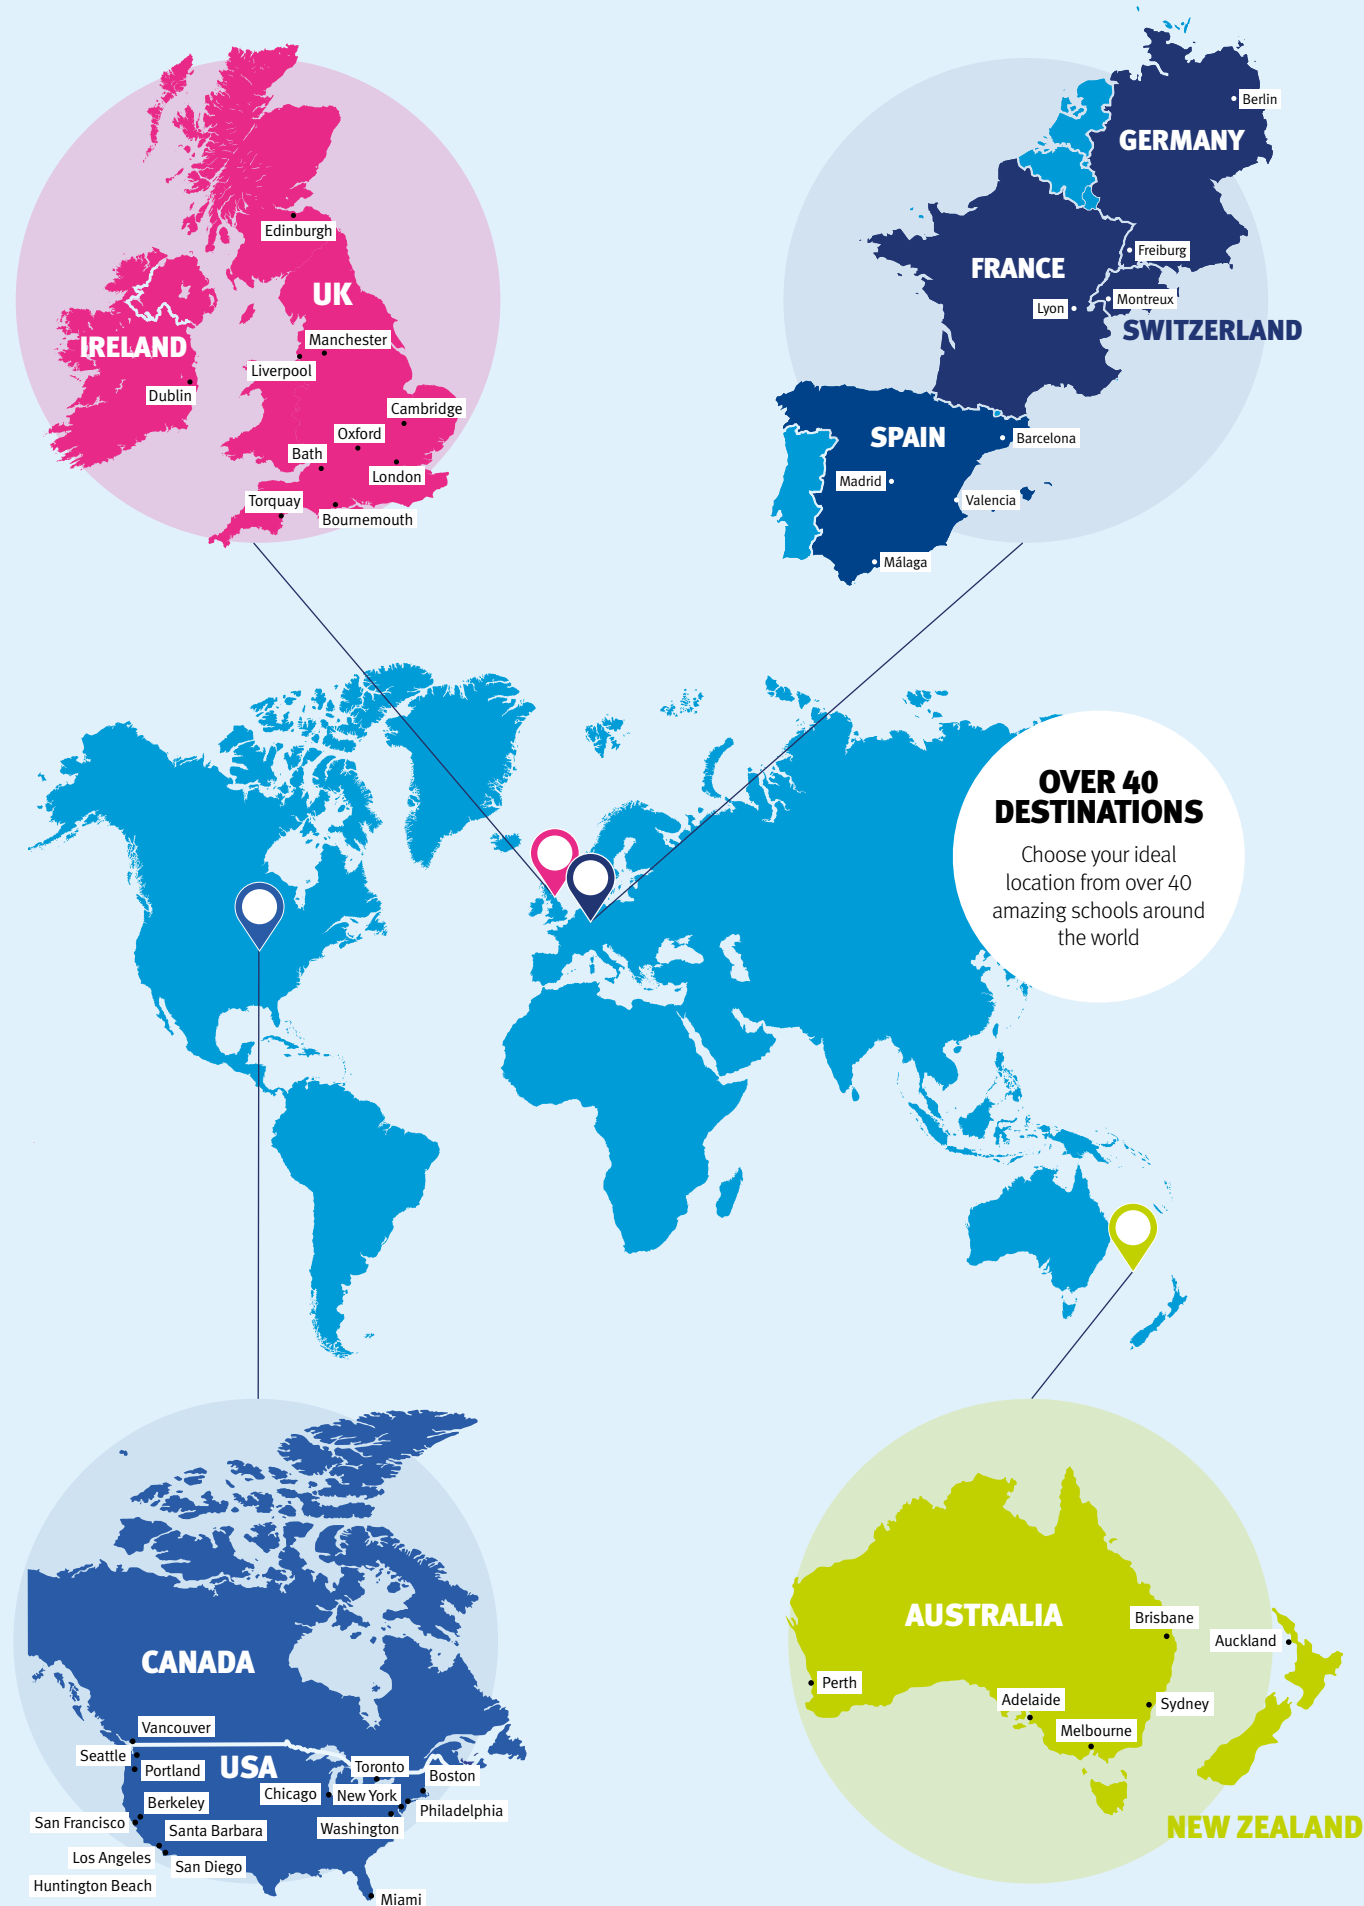 Edinburgh
UK
Manchester
IRELAND
Liverpool
Dublin
Cambridge
Oxford
Bath
London
Torquay
Bournemouth
Berlin
GERMANY
Freiburg
FRANCE
Montreux
Lyon
SWITZERLAND
SPAIN
Barcelona
Madrid
Valencia
Málaga
OVER 40
DESTINATIONS
Choose your ideal
location from over 40
amazing schools around
the world
CANADA
Vancouver
Seattle
USA
Portland
Toronto
Boston
Chicago
New York
Berkeley
Philadelphia
San Francisco
Santa Barbara
Washington
Los Angeles
San Diego
Huntington Beach
Miami
AUSTRALIA
Brisbane
Auckland
Perth
Adelaide
Sydney
Melbourne
NEW ZEALAND